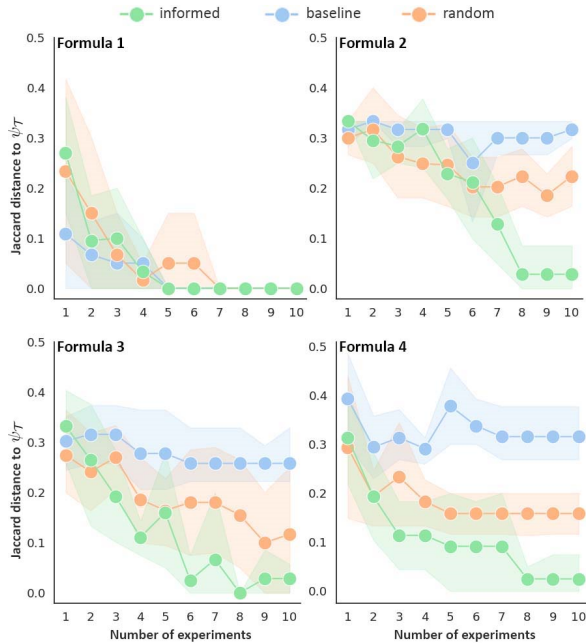 informed baseline random
Formula 1
Jaccard distance to ψ𝒯
0.5
0.4
0.3
0.2
0.1
0.0
1 2 3 4 5 6 7 8 9 10
Formula 2
0.5
0.4
0.3
0.2
0.1
0.0
1 2 3 4 5 6 7 8 9 10
Formula 3
Jaccard distance to ψ𝒯
0.5
0.4
0.3
0.2
0.1
0.0
1 2 3 4 5 6 7 8 9 10
Number of experiments
Formula 4
0.5
0.4
0.3
0.2
0.1
0.0
1 2 3 4 5 6 7 8 9 10
Number of experiments